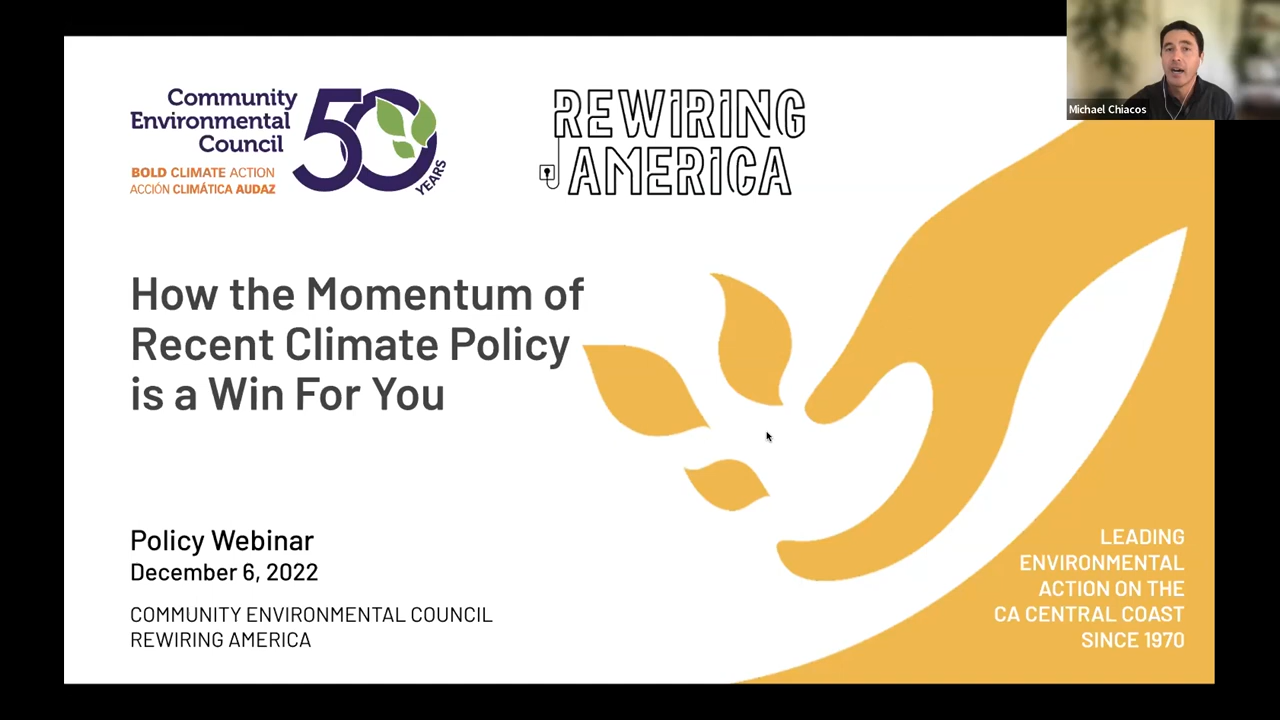 Community
Environmental
Council
BOLD CLIMATE ACTION
ACCIÓN CLIMÁTICA AUDAZ
50
YEARS
REWIRING
AMERICA
Michael Chiacos
How the Momentum of
Recent Climate Policy
is a Win For You
Policy Webinar
December 6, 2022
COMMUNITY ENVIRONMENTAL COUNCIL
REWIRING AMERICA
LEADING
ENVIRONMENTAL
ACTION ON THE
CA CENTRAL COAST
SINCE 1970